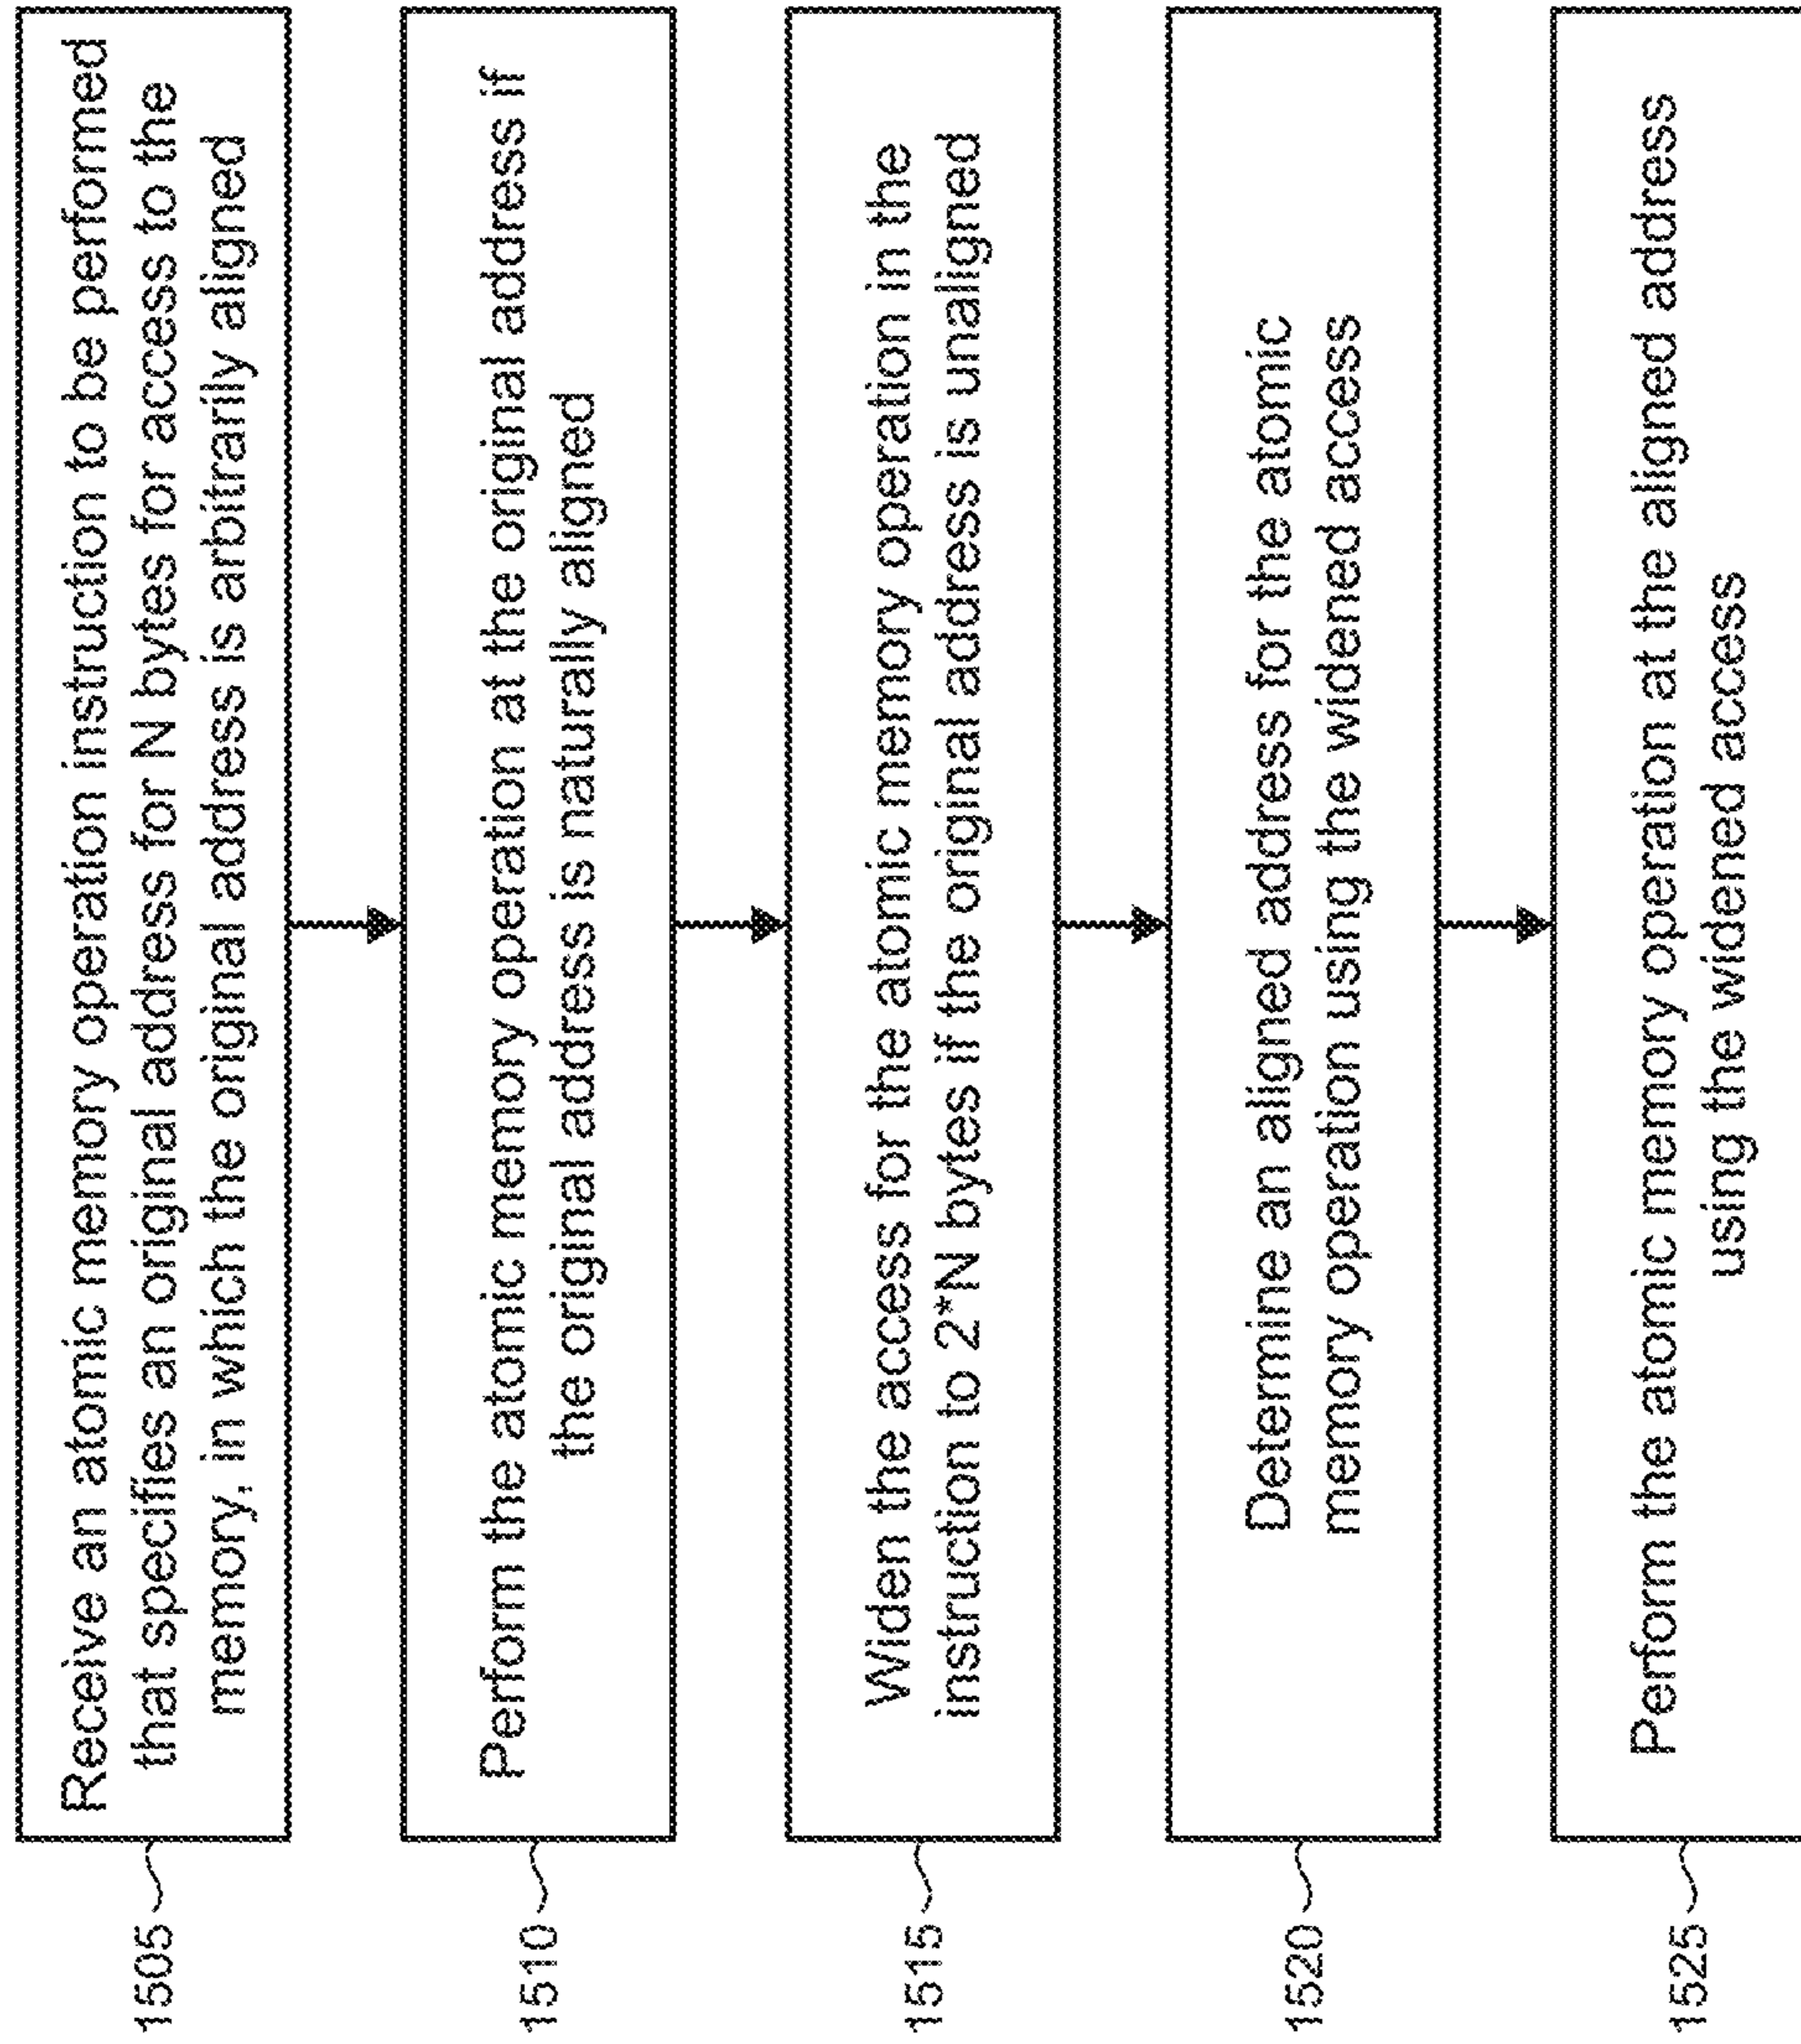 Receive an atomic memory operation instruction to be performed
that specifies an original address for N bytes for access to the
memory, in which the original address is arbitrarily aligned
1505
Perform the atomic memory operation at the original address if
the original address is naturally aligned
1510
Widen the access for the atomic memory operation in the
instruction to 2*N bytes if the original address is unaligned
1515
Determine an aligned address for the atomic
memory operation using the widened access
1520
Perform the atomic memory operation at the aligned address
using the widened access
1525